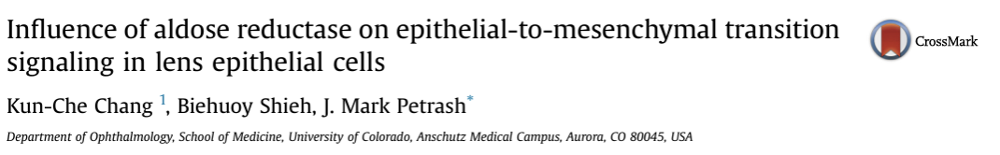 Influence of aldose reductase on epithelial-to-mesenchymal transition
signaling in lens epithelial cells
CrossMark
Kun-Che Chang 1, Biehuoy Shieh, J. Mark Petrash*
Department of Ophthalmology, School of Medicine, University of Colorado, Anschutz Medical Campus, Aurora, CO 80045, USA